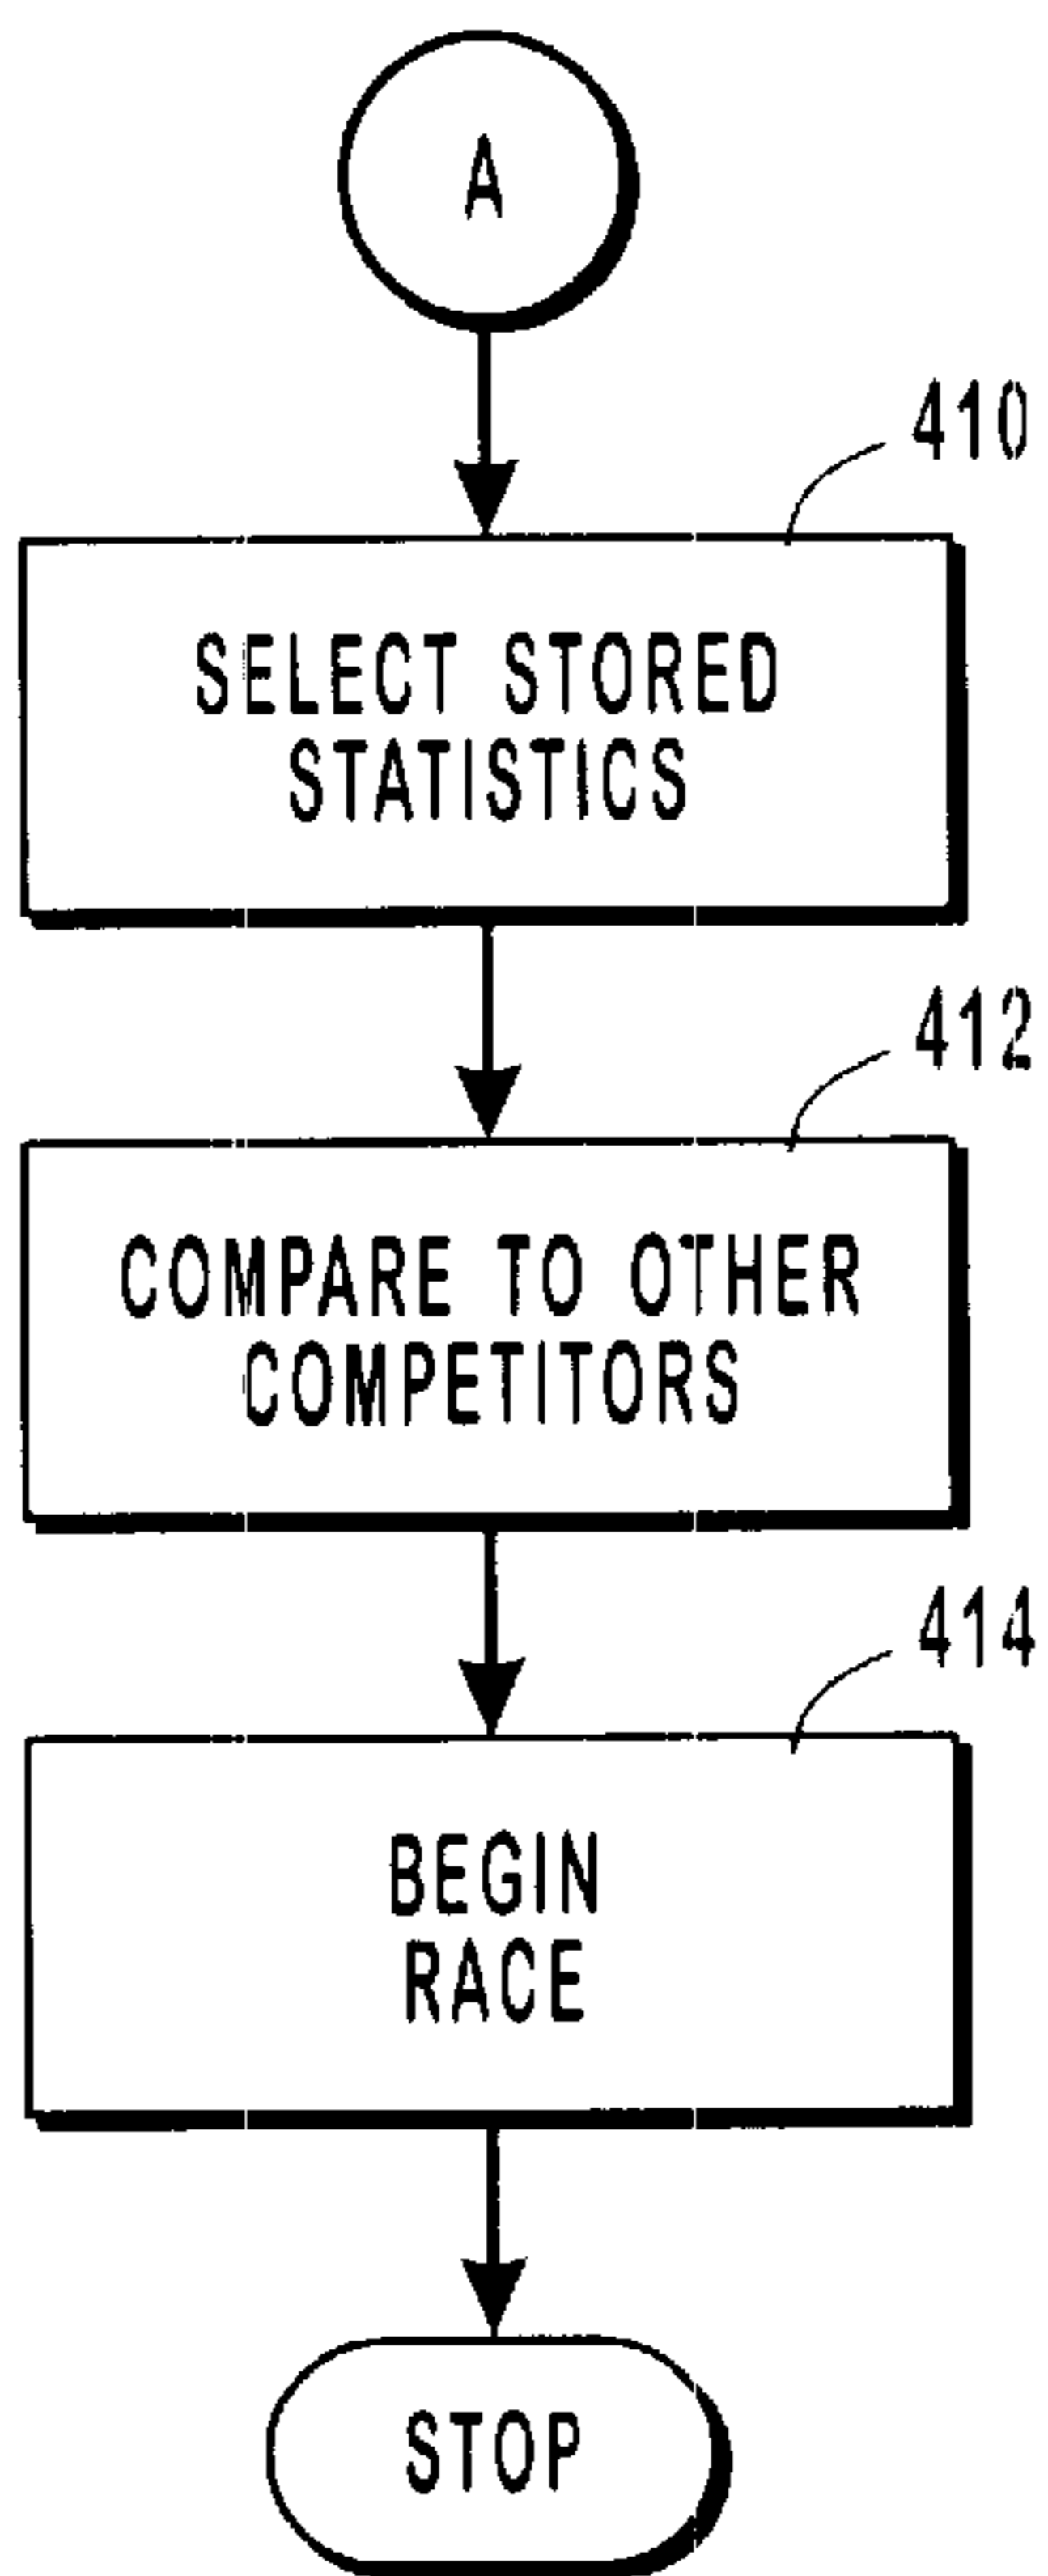 A
410
SELECT STORED
STATISTICS
412
COMPARE TO OTHER
COMPETITORS
414
BEGIN
RACE
STOP